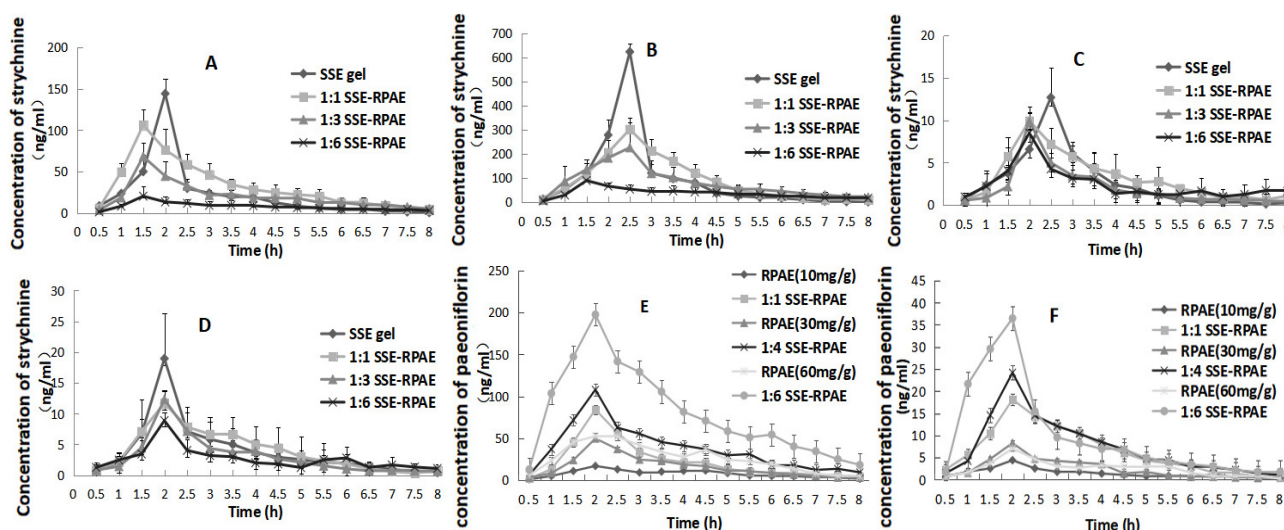 A
Concentration of strychnine
（ng/ml）
200
150
100
50
0
SSE gel
1:1 SSE-RPAE
1:3 SSE-RPAE
1:6 SSE-RPAE
0 0.5 1 1.5 2 2.5 3 3.5 4 4.5 5 5.5 6 6.5 7 7.5 8
Time (h)
B
Concentration of strychnine
（ng/ml）
700
600
500
400
300
200
100
0
SSE gel
1:1 SSE-RPAE
1:3 SSE-RPAE
1:6 SSE-RPAE
0 0.5 1 1.5 2 2.5 3 3.5 4 4.5 5 5.5 6 6.5 7 7.5 8
Time (h)
C
Concentration of strychnine
（ng/ml）
20
15
10
5
0
SSE gel
1:1 SSE-RPAE
1:3 SSE-RPAE
1:6 SSE-RPAE
0 0.5 1 1.5 2 2.5 3 3.5 4 4.5 5 5.5 6 6.5 7 7.5 8
Time (h)
D
Concentration of strychnine
（ng/ml）
30
25
20
15
10
5
0
SSE gel
1:1 SSE-RPAE
1:3 SSE-RPAE
1:6 SSE-RPAE
0.5 1 1.5 2 2.5 3 3.5 4 4.5 5 5.5 6 6.5 7 7.5 8
Time (h)
E
concentration of paeoniflorin
（ng/ml）
250
200
150
100
50
0
RPAE(10mg/g)
1:1 SSE-RPAE
RPAE(30mg/g)
1:4 SSE-RPAE
RPAE(60mg/g)
1:6 SSE-RPAE
0.5 1 1.5 2 2.5 3 3.5 4 4.5 5 5.5 6 6.5 7 7.5 8
Time (h)
F
concentration of paeoniflorin
(ng/ml)
45
40
35
30
25
20
15
10
5
0
RPAE(10mg/g)
1:1 SSE-RPAE
RPAE(30mg/g)
1:4 SSE-RPAE
RPAE(60mg/g)
1:6 SSE-RPAE
0.5 1 1.5 2 2.5 3 3.5 4 4.5 5 5.5 6 6.5 7 7.5 8
Time (h)